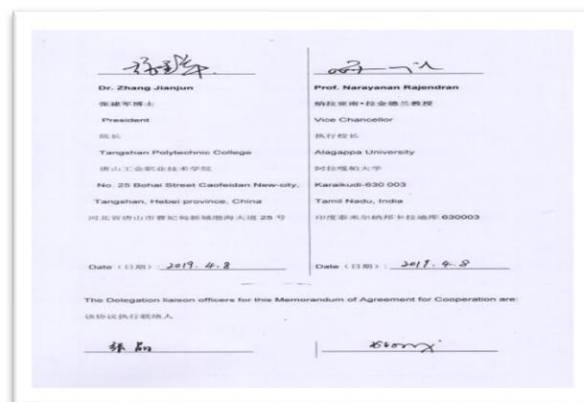 Dr. Zhang Jianjun
张建军博士
President
院长
Tangshan Polytechnic College
唐山工业职业技术学院
No. 25 Bohai Street Caofeidan New-city,
Tangshan, Hebei province, China
河北省唐山市曹妃甸新城渤海大道 25 号
Date (日期): 2019. 4. 8
Prof. Narayanan Rajendran
纳拉亚南·拉金德兰教授
Vice Chancellor
执行校长
Alagappa University
阿拉嘎帕大学
Karaikudi-630 003
Tamil Nadu, India
印度泰米尔纳邦卡拉迪库 630003
Date (日期): 2019. 4. 8
The Delegation liaison officers for this Memorandum of Agreement for Cooperation are:
该协议执行联络人